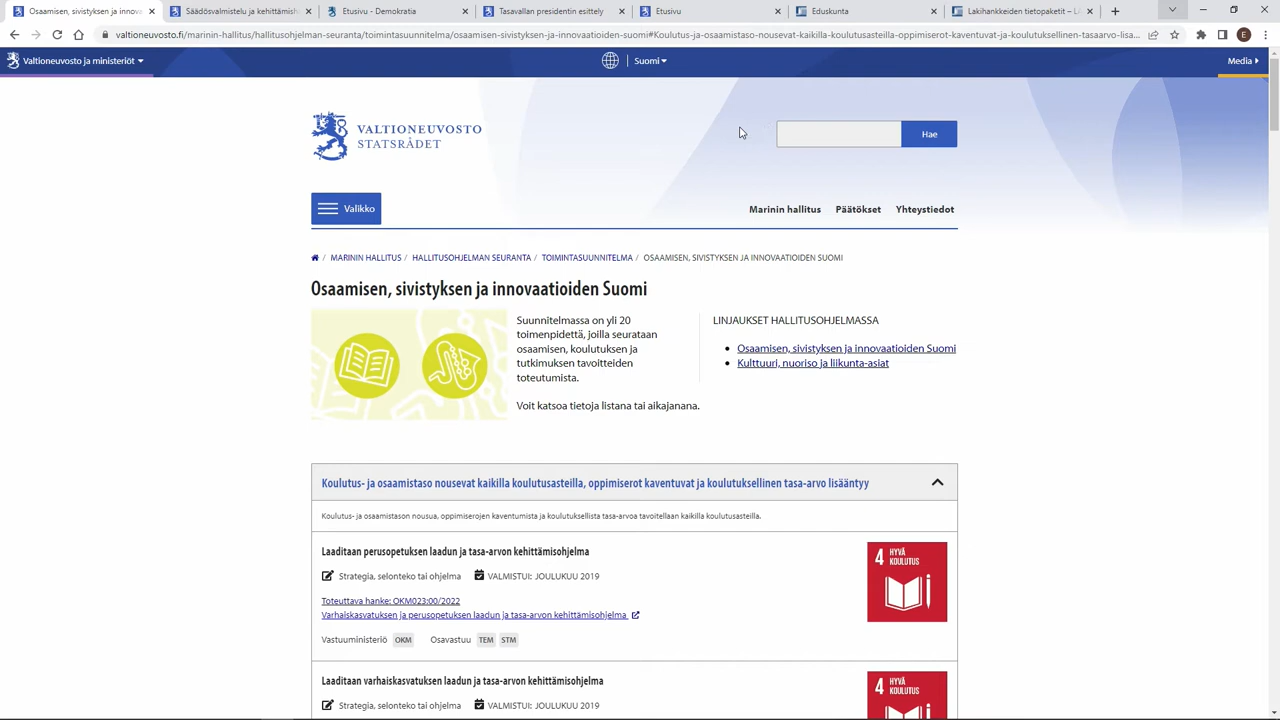 Osaamisen, sivistyksen ja innova
Säädösvalmistelu ja kehittämish
Etusivu - Demokratia
Tasavallan presidentin esittely
Etusivu
Eduskunta
Lakihankkeiden tietopaketit – L
valtioneuvosto.fi/marinin-hallitus/hallitusohjelman-seuranta/toimintasuunnitelma/osaamisen-sivistyksen-ja-innovaatioiden-suomi#Koulutus-ja-osaamistaso-nousevat-kaikilla-koulutusasteilla-oppimiserot-kaventuvat-ja-koulutuksellinen-tasaarvo-lisa...
E
Valtioneuvosto ja ministeriöt
Suomi
Media
VALTIONEUVOSTO
STATSRÅDET
Hae
Valikko
Marinin hallitus
Päätökset
Yhteystiedot
/ MARININ HALLITUS / HALLITUSOHJELMAN SEURANTA / TOIMINTASUUNNITELMA / OSAAMISEN, SIVISTYKSEN JA INNOVAATIOIDEN SUOMI
Osaamisen, sivistyksen ja innovaatioiden Suomi
Suunnitelmassa on yli 20
toimenpidettä, joilla seurataan
osaamisen, koulutuksen ja
tutkimuksen tavoitteiden
toteutumista.
Voit katsoa tietoja listana tai aikajanana.
LINJAUKSET HALLITUSOHJELMASSA
Osaamisen, sivistyksen ja innovaatioiden Suomi
Kulttuuri, nuoriso ja liikunta-asiat
Koulutus- ja osaamistaso nousevat kaikilla koulutusasteilla, oppimiserot kaventuvat ja koulutuksellinen tasa-arvo lisääntyy
Koulutus- ja osaamistason nousua, oppimiserojen kaventumista ja koulutuksellista tasa-arvoa tavoitellaan kaikilla koulutusasteilla.
Laaditaan perusopetuksen laadun ja tasa-arvon kehittämisohjelma
Strategia, selonteko tai ohjelma VALMISTUI: JOULUKUU 2019
Toteuttava hanke: OKM023:00/2022
Varhaiskasvatuksen ja perusopetuksen laadun ja tasa-arvon kehittämisohjelma
Vastuuministeriö OKM Osavastuu TEM STM
4 HYVÄ
KOULUTUS
Laaditaan varhaiskasvatuksen laadun ja tasa-arvon kehittämisohjelma
Strategia, selonteko tai ohjelma VALMISTUI: JOULUKUU 2019
4 HYVÄ
KOULUTUS